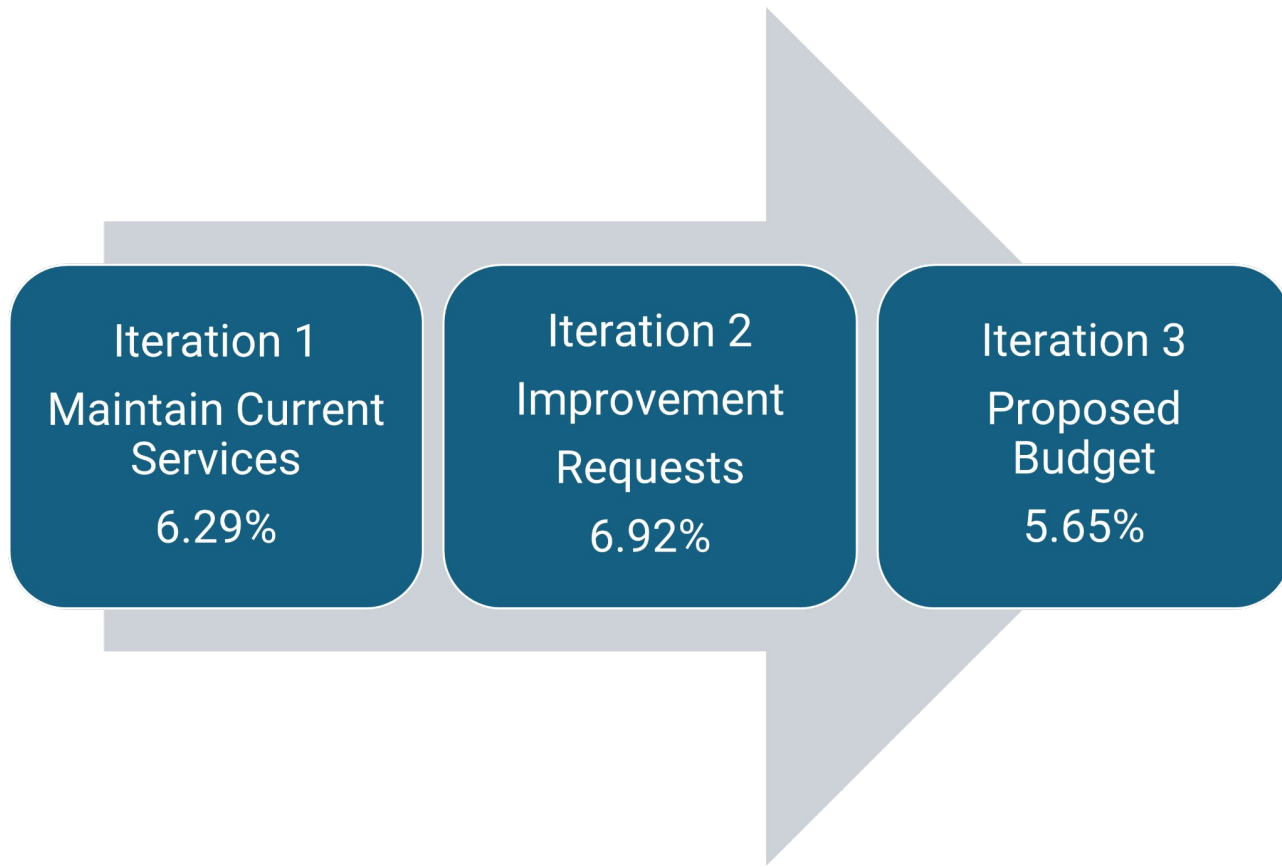 Iteration 1
Maintain Current
Services
6.29%
Iteration 2
Improvement
Requests
6.92%
Iteration 3
Proposed
Budget
5.65%